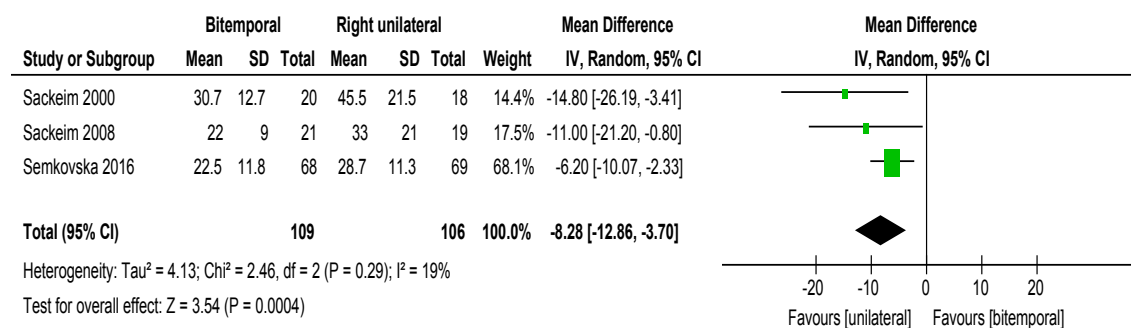 Bitemporal Right unilateral Mean Difference Mean Difference
Study or Subgroup Mean SD Total Mean SD Total Weight IV, Random, 95% CI IV, Random, 95% CI
Sackeim 2000 30.7 12.7 20 45.5 21.5 18 14.4% -14.80 [-26.19, -3.41]
Sackeim 2008 22 9 21 33 21 19 17.5% -11.00 [-21.20, -0.80]
Semkovska 2016 22.5 11.8 68 28.7 11.3 69 68.1% -6.20 [-10.07, -2.33]
Total (95% CI) 109 106 100.0% -8.28 [-12.86, -3.70]
Heterogeneity: Tau² = 4.13; Chi² = 2.46, df = 2 (P = 0.29); I² = 19%
Test for overall effect: Z = 3.54 (P = 0.0004)
-20 -10 0 10 20
Favours [unilateral] Favours [bitemporal]